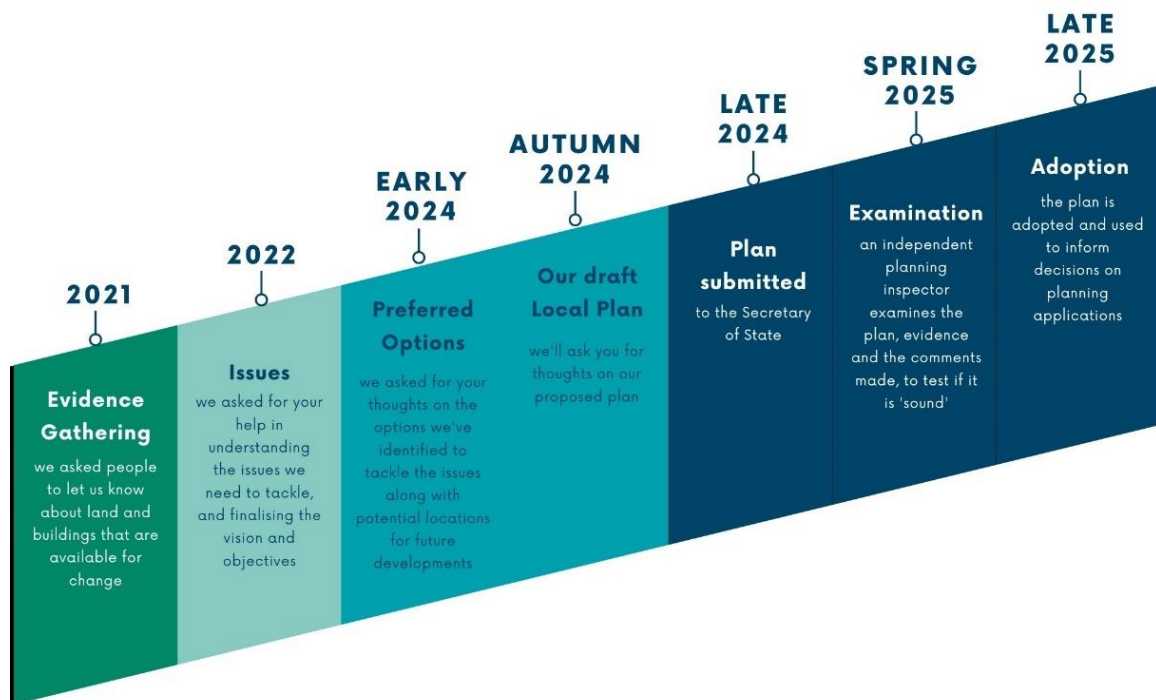 2021
Evidence
Gathering
we asked people
to let us know
about land and
buildings that are
available for
change
2022
Issues
we asked for your
help in
understanding
the issues we
need to tackle,
and finalising the
vision and
objectives
EARLY
2024
Preferred
Options
we asked for your
thoughts on the
options we've
identified to
tackle the issues
along with
potential locations
for future
developments
AUTUMN
2024
Our draft
Local Plan
we'll ask you for
thoughts on our
proposed plan
LATE
2024
Plan
submitted
to the Secretary
of State
SPRING
2025
Examination
an independent
planning
inspector
examines the
plan, evidence
and the comments
made, to test if it
is 'sound'
LATE
2025
Adoption
the plan is
adopted and used
to inform
decisions on
planning
applications